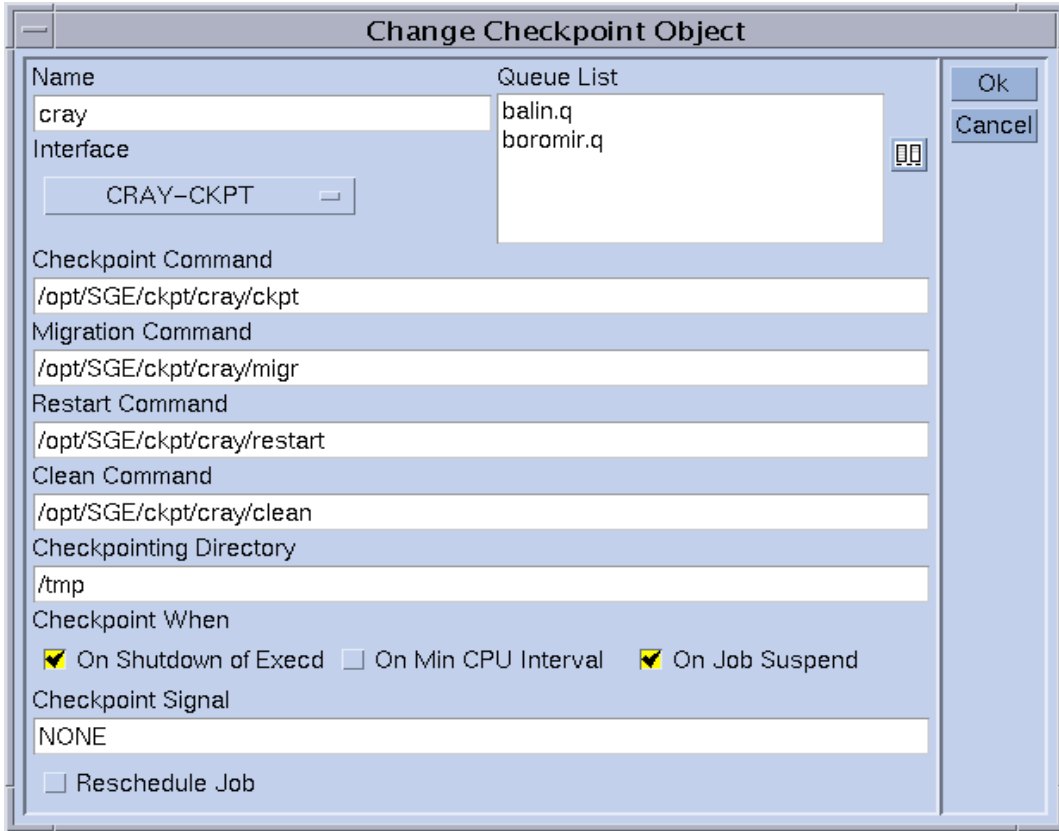 Change Checkpoint Object
Name
cray
Interface
CRAY-CKPT
Queue List
balin.q
boromir.q
Ok
Cancel
Checkpoint Command
/opt/SGE/ckpt/cray/ckpt
Migration Command
/opt/SGE/ckpt/cray/migr
Restart Command
/opt/SGE/ckpt/cray/restart
Clean Command
/opt/SGE/ckpt/cray/clean
Checkpointing Directory
/tmp
Checkpoint When
On Shutdown of Execd On Min CPU Interval On Job Suspend
Checkpoint Signal
NONE
Reschedule Job